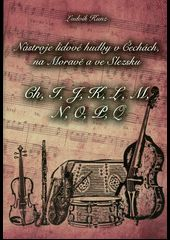 Ludvík Kunz
Nástroje lidové hudby v Čechách,
na Moravě a ve Slezsku
Ch, I, J, K, L, M,
N, O, P, Q